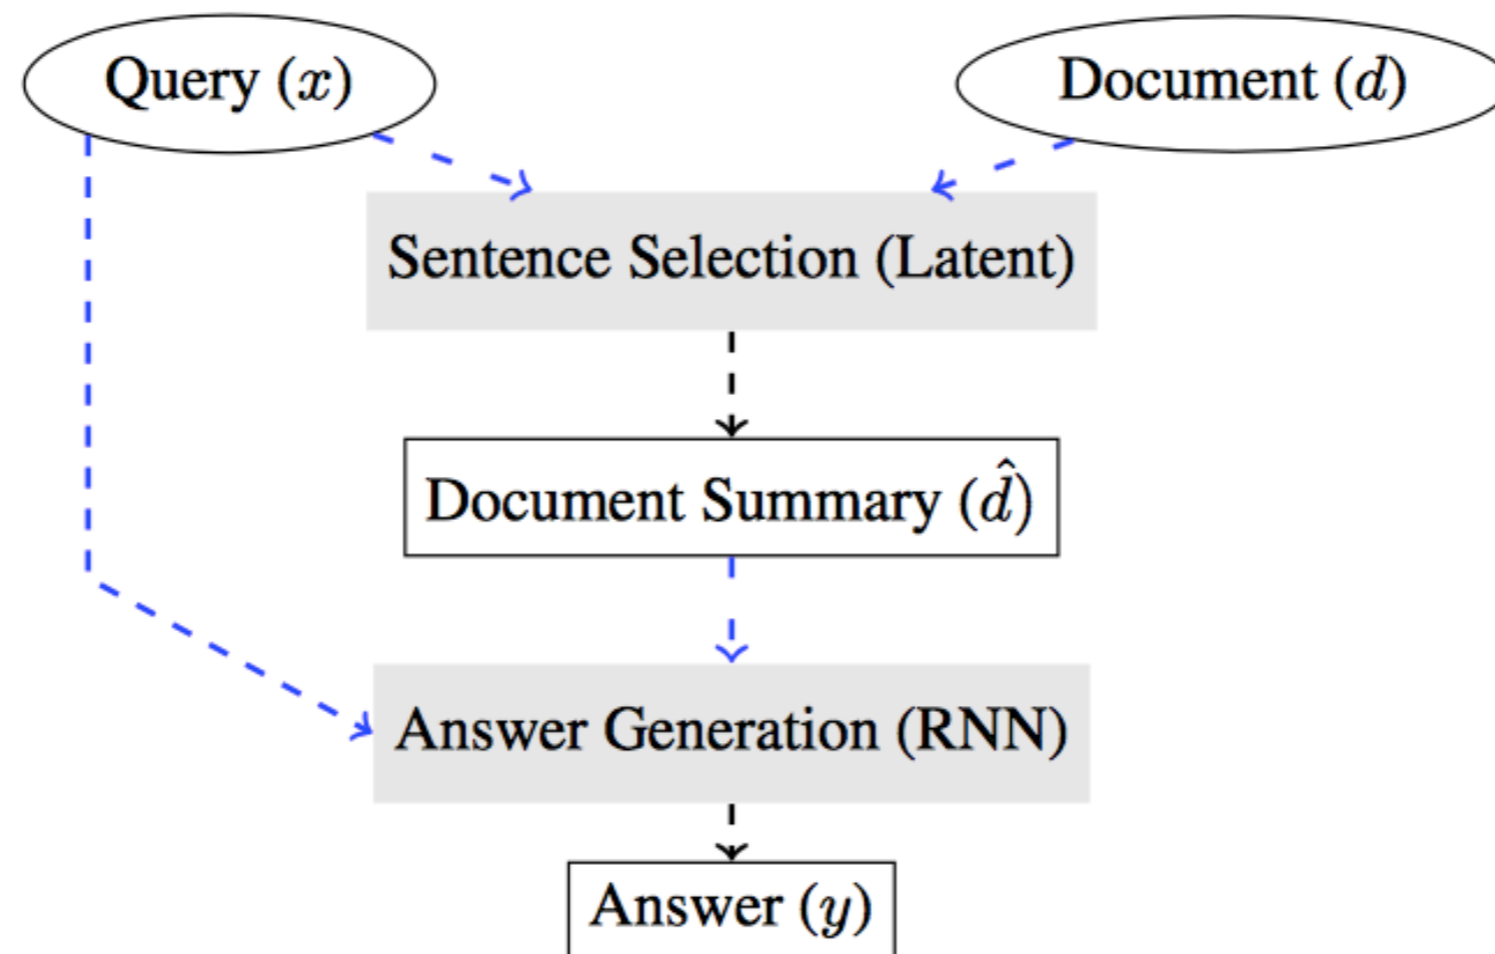 Query (x)
Document (d)
Sentence Selection (Latent)
Document Summary (d̂)
Answer Generation (RNN)
Answer (y)